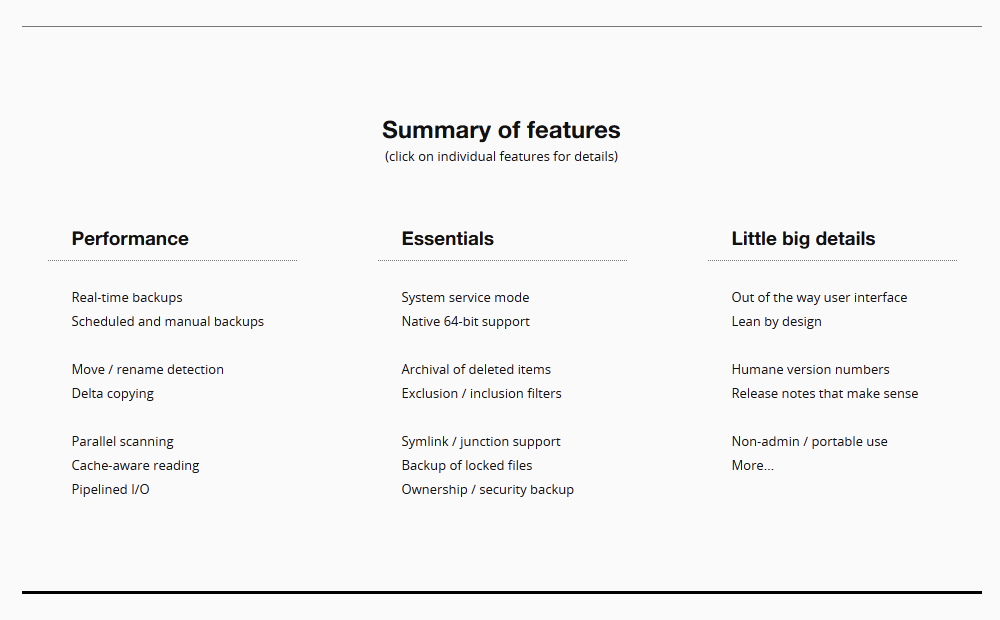 Summary of features
(click on individual features for details)
Performance
Real-time backups
Scheduled and manual backups
Move / rename detection
Delta copying
Parallel scanning
Cache-aware reading
Pipelined I/O
Essentials
System service mode
Native 64-bit support
Archival of deleted items
Exclusion / inclusion filters
Symlink / junction support
Backup of locked files
Ownership / security backup
Little big details
Out of the way user interface
Lean by design
Humane version numbers
Release notes that make sense
Non-admin / portable use
More...